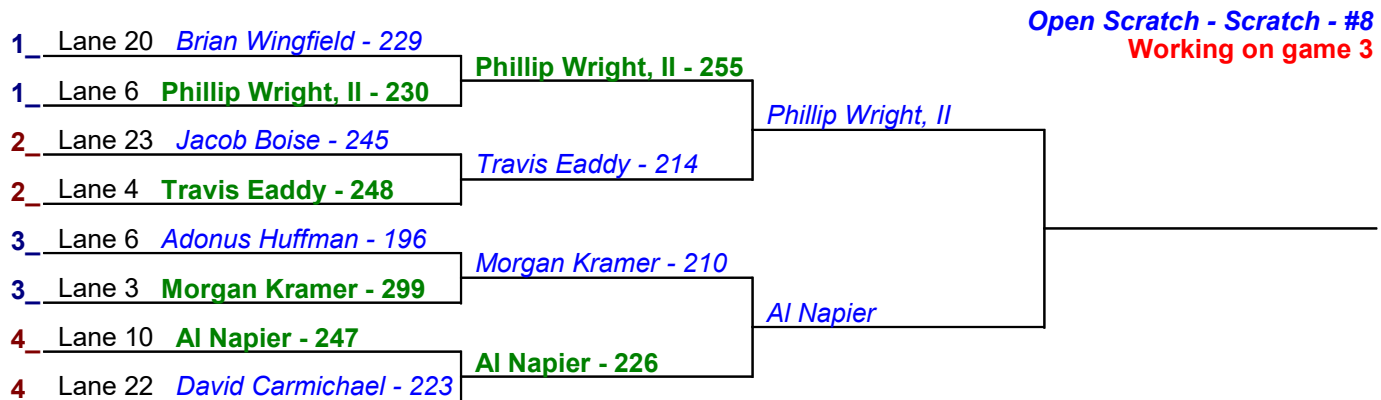 Open Scratch - Scratch - #8
Working on game 3
1_ Lane 20 Brian Wingfield - 229
1_ Lane 6 Phillip Wright, II - 230
2_ Lane 23 Jacob Boise - 245
2_ Lane 4 Travis Eaddy - 248
3_ Lane 6 Adonus Huffman - 196
3_ Lane 3 Morgan Kramer - 299
4_ Lane 10 Al Napier - 247
4 Lane 22 David Carmichael - 223
Phillip Wright, II - 255
Travis Eaddy - 214
Morgan Kramer - 210
Al Napier - 226
Phillip Wright, II
Al Napier